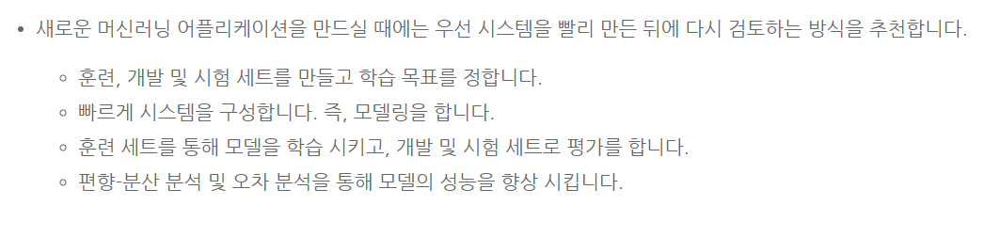 새로운 머신러닝 어플리케이션을 만드실 때에는 우선 시스템을 빨리 만든 뒤에 다시 검토하는 방식을 추천합니다.
훈련, 개발 및 시험 세트를 만들고 학습 목표를 정합니다.
빠르게 시스템을 구성합니다. 즉, 모델링을 합니다.
훈련 세트를 통해 모델을 학습 시키고, 개발 및 시험 세트로 평가를 합니다.
편향-분산 분석 및 오차 분석을 통해 모델의 성능을 향상 시킵니다.